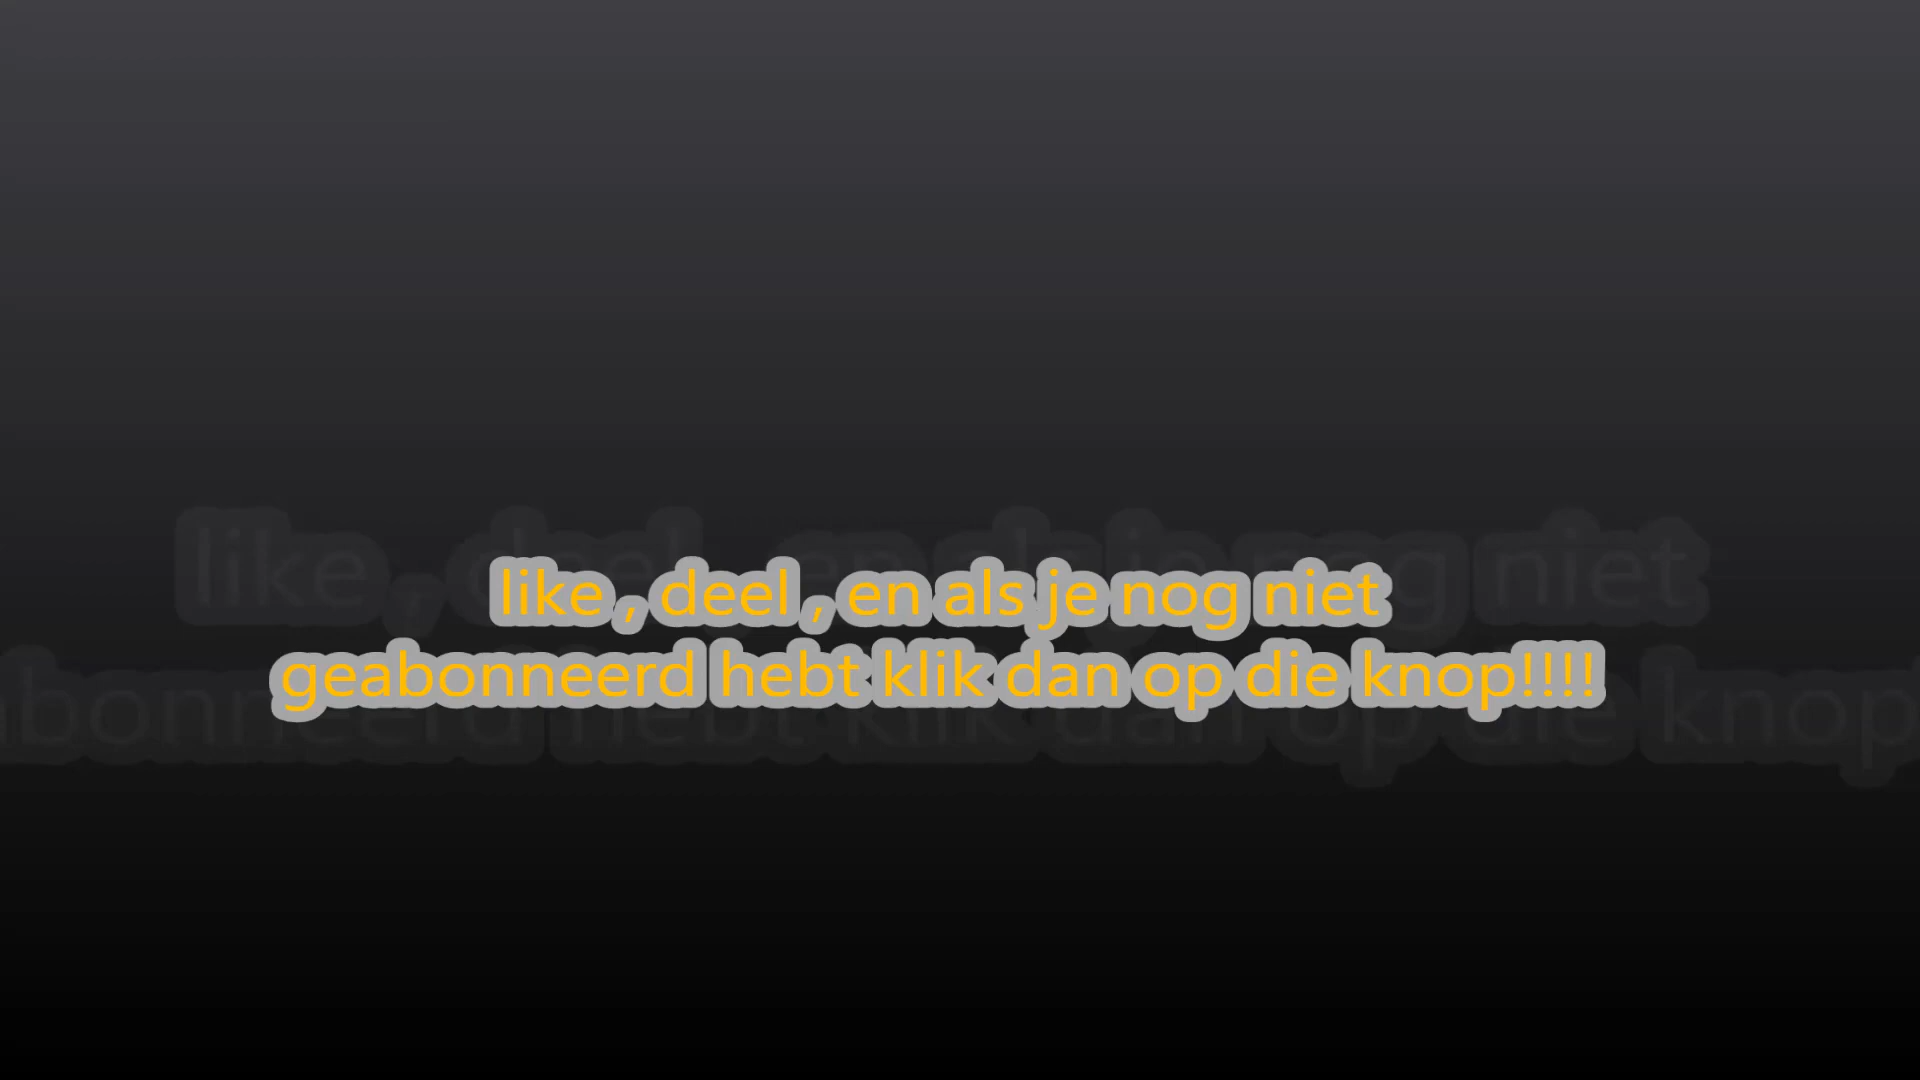 like , deel , en als je nog niet
geabonneerd hebt klik dan op die knop!!!!